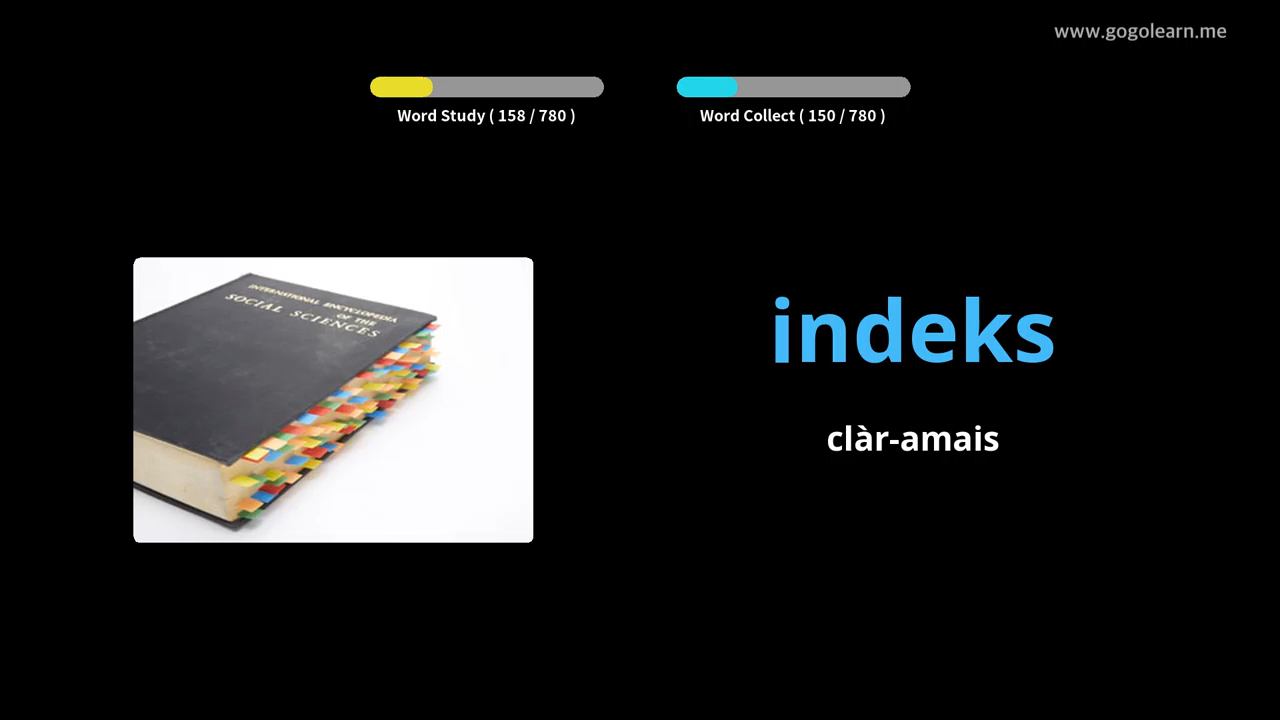 www.gogolearn.me
Word Study ( 158 / 780 )
Word Collect ( 150 / 780 )
INTERNATIONAL ENCYCLOPEDIA
OF THE
SOCIAL SCIENCES
indeks
clàr-amais